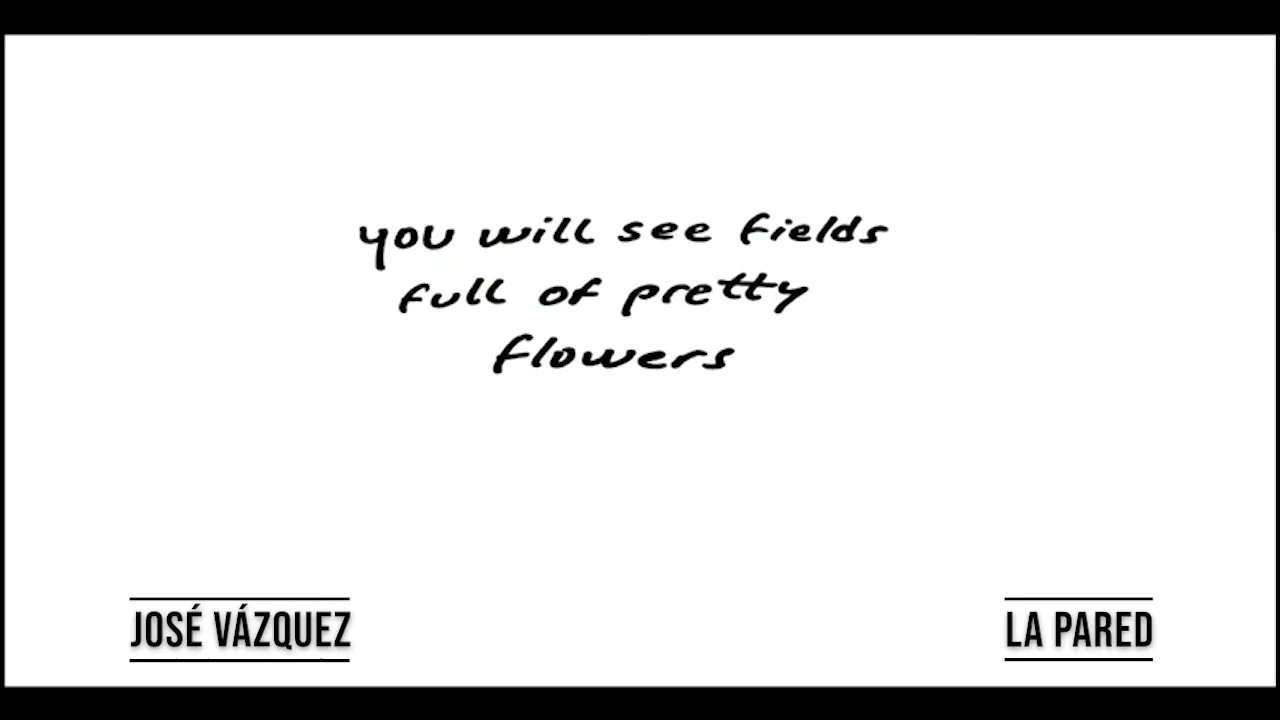 you will see fields
full of pretty
flowers
JOSÉ VÁZQUEZ
LA PARED